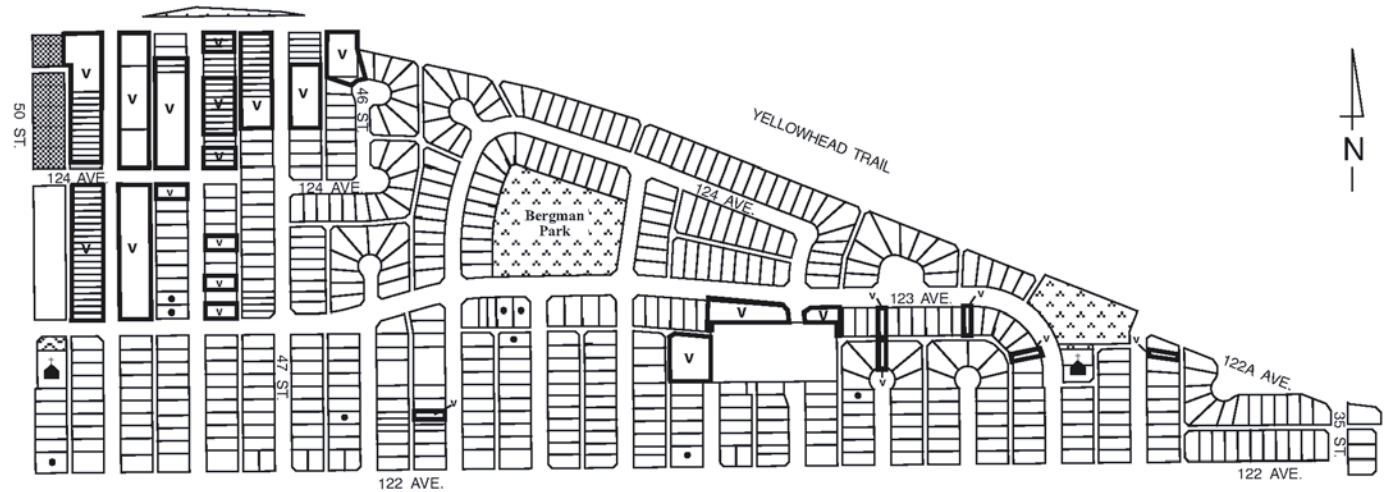 V
V
V
V
V
V
V
V
V
46 ST.
50 ST.
YELLOWHEAD TRAIL
N
124 AVE.
124 AVE.
124 AVE.
V
V
V
Bergman
Park
V
V
V
123 AVE.
V
V
V
V
V
V
V
V
47 ST.
122A AVE.
V
V
35 ST.
122 AVE.
122 AVE.